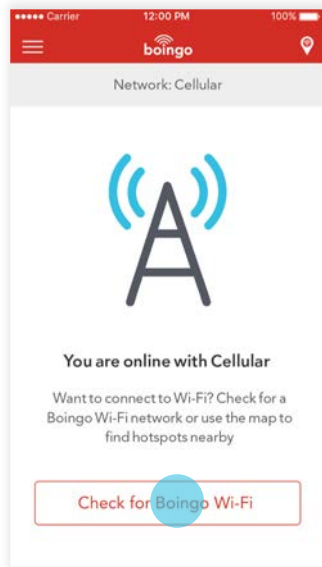 Carrier 12:00 PM 100%
boingo
Network: Cellular
You are online with Cellular
Want to connect to Wi-Fi? Check for a
Boingo Wi-Fi network or use the map to
find hotspots nearby
Check for Boingo Wi-Fi